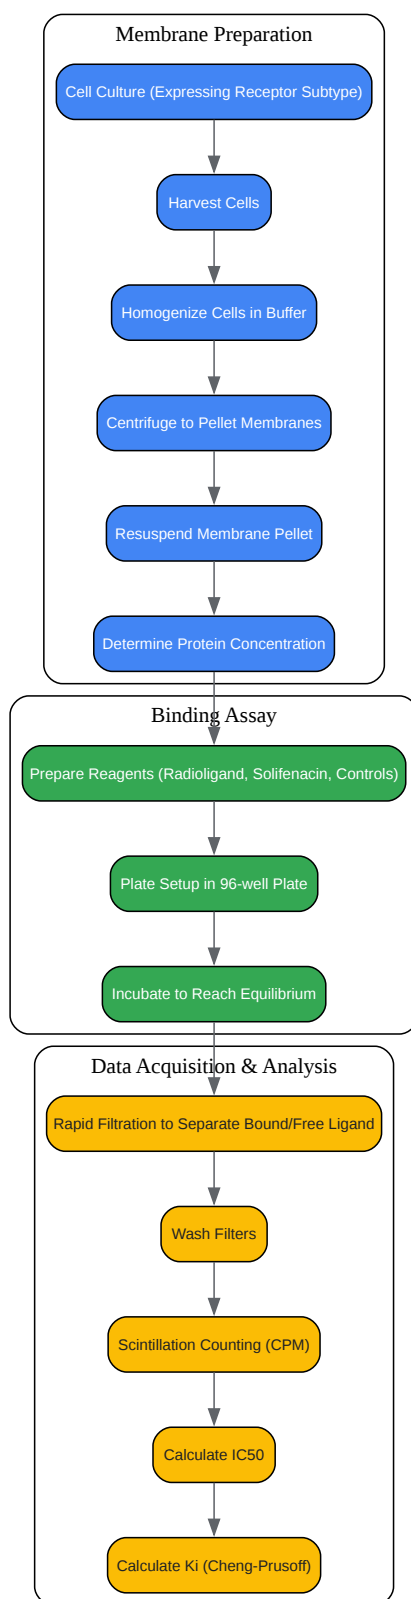 Membrane Preparation
Cell Culture (Expressing Receptor Subtype)
Harvest Cells
Homogenize Cells in Buffer
Centrifuge to Pellet Membranes
Resuspend Membrane Pellet
Determine Protein Concentration
Binding Assay
Prepare Reagents (Radioligand, Solifenacin, Controls)
Plate Setup in 96-well Plate
Incubate to Reach Equilibrium
Data Acquisition & Analysis
Rapid Filtration to Separate Bound/Free Ligand
Wash Filters
Scintillation Counting (CPM)
Calculate IC50
Calculate Ki (Cheng-Prusoff)